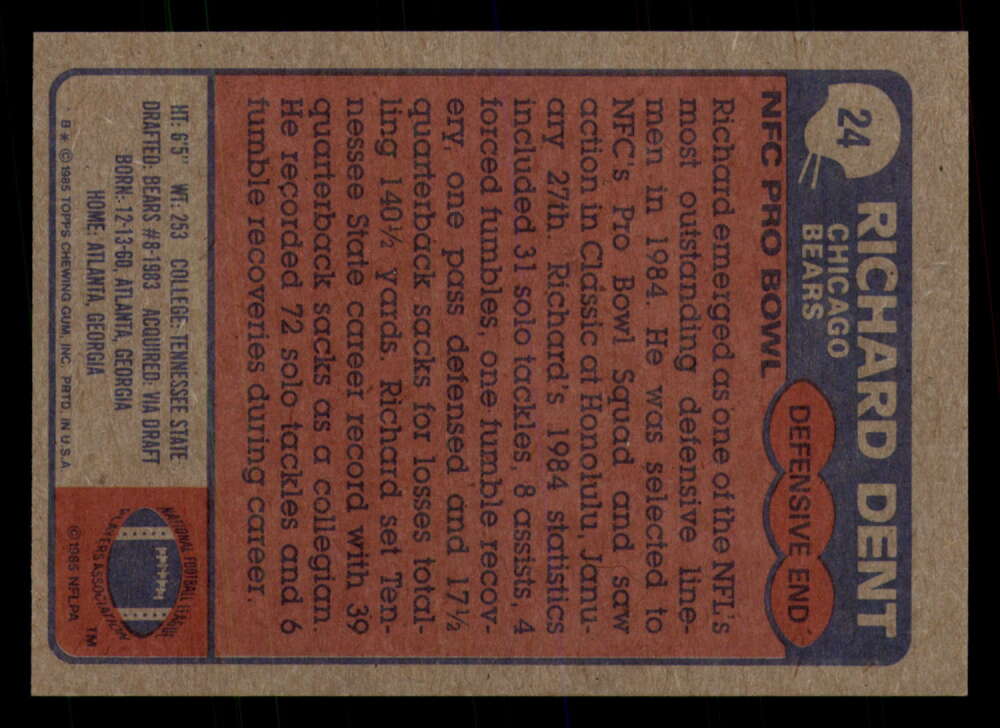 24
RICHARD DENT
CHICAGO
BEARS
DEFENSIVE END
NFC PRO BOWL
Richard emerged as one of the NFL's
most outstanding defensive line-
men in 1984. He was selected to
NFC's Pro Bowl Squad and saw
action in Classic at Honolulu, Janu-
ary 27th. Richard's 1984 statistics
included 31 solo tackles, 8 assists, 4
forced fumbles, one fumble recov-
ery, one pass defensed and 17½
quarterback sacks for losses total-
ling 140½ yards. Richard set Ten-
nessee State career record with 39
quarterback sacks as a collegian.
He recorded 72 solo tackles and 6
fumble recoveries during career.
HT: 6'5" WT: 253 COLLEGE: TENNESSEE STATE
DRAFTED: BEARS #8-1983 ACQUIRED: VIA DRAFT
BORN: 12-13-60, ATLANTA, GEORGIA
HOME: ATLANTA, GEORGIA
B* © 1985 TOPPS CHEWING GUM, INC. PRTD. IN U.S.A.
NATIONAL FOOTBALL LEAGUE
PLAYERS ASSOCIATION
TM
© 1985 NFLPA